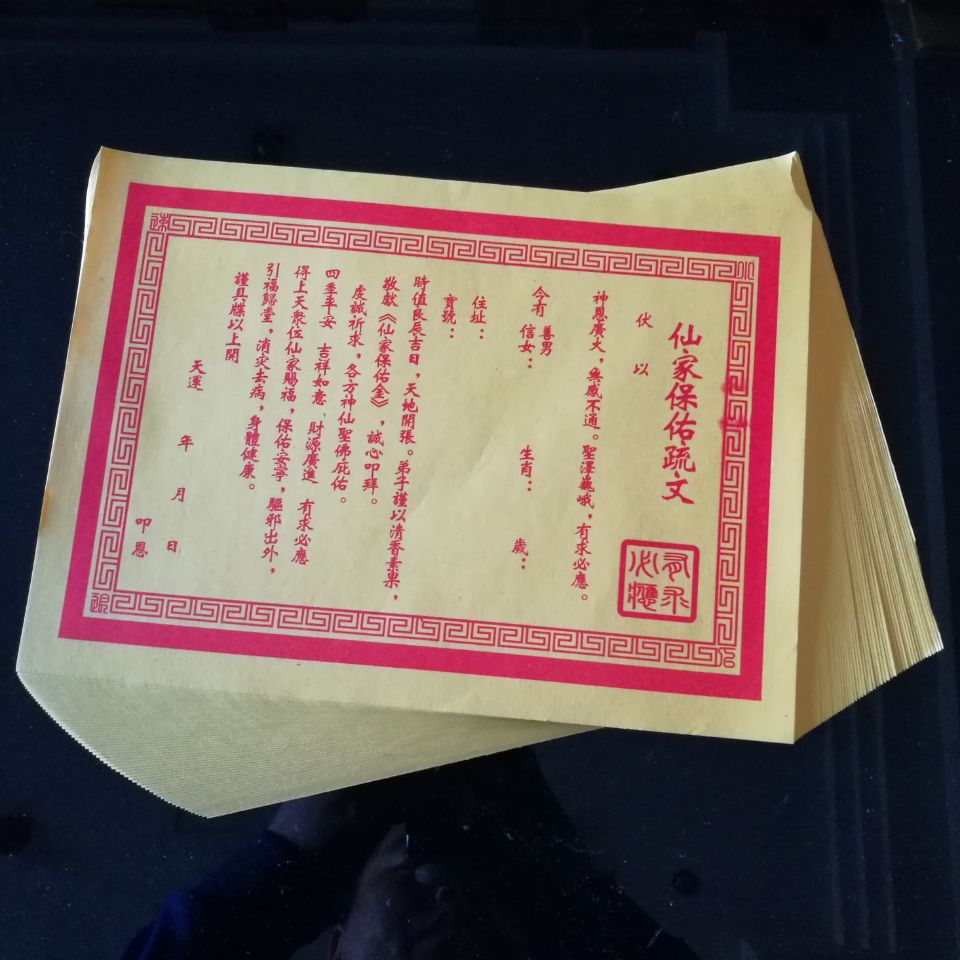 仙家保佑疏文
有求必應
伏以
神恩廣大，無感不通。聖澤巍峨，有求必應。
今有善男信女：　生肖：　歲：
住址：
寶號：
時值良辰吉日，天地開張。弟子謹以清香素果，
敬獻《仙家保佑金》，誠心叩拜。
虔誠祈求，各方神仙聖佛庇佑。
四季平安　吉祥如意　財源廣進　有求必應
得上天眾位仙家賜福，保佑安寧，驅邪出外，
引福歸堂，消灾去病，身體健康。
謹具牒以上開
天運　年　月　日
叩恩